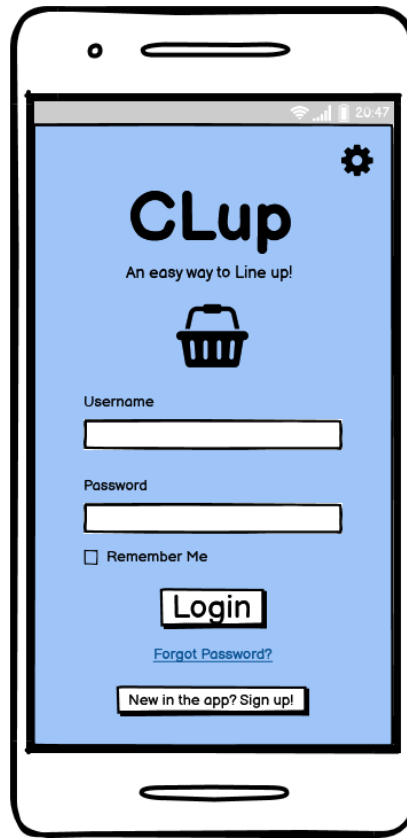 20:47
CLup
An easy way to Line up!
Username
Password
Remember Me
Login
Forgot Password?
New in the app? Sign up!